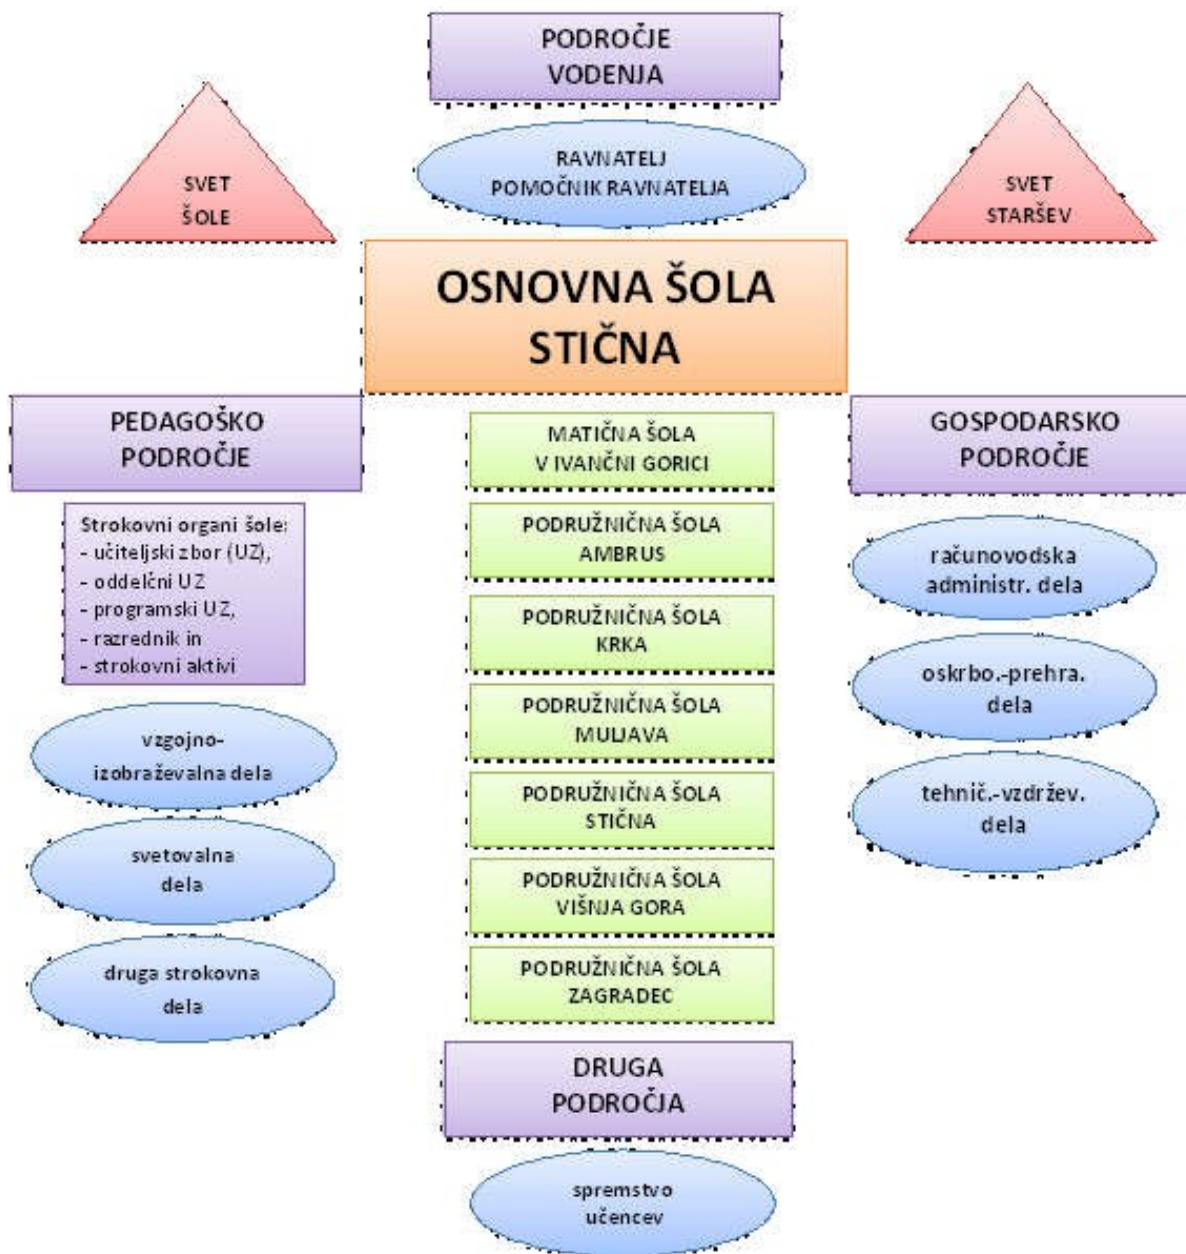 PODROČJE
VODENJA
RAVNATELJ
POMOČNIK RAVNATELJA
SVET
ŠOLE
SVET
STARŠEV
OSNOVNA ŠOLA
STIČNA
PEDAGOŠKO
PODROČJE
Strokovni organi šole:
- učiteljski zbor (UZ),
- oddelčni UZ
- programski UZ,
- razrednik in
- strokovni aktivi
vzgojno-
izobraževalna dela
svetovalna
dela
druga strokovna
dela
MATIČNA ŠOLA
V IVANČNI GORICI
PODRUŽNIČNA ŠOLA
AMBRUS
PODRUŽNIČNA ŠOLA
KRKA
PODRUŽNIČNA ŠOLA
MULJAVA
PODRUŽNIČNA ŠOLA
STIČNA
PODRUŽNIČNA ŠOLA
VIŠNJA GORA
PODRUŽNIČNA ŠOLA
ZAGRADEC
GOSPODARSKO
PODROČJE
računovodska
administr. dela
oskrbo.-prehra.
dela
tehnič.-vzdržev.
dela
DRUGA
PODROČJA
spremstvo
učencev